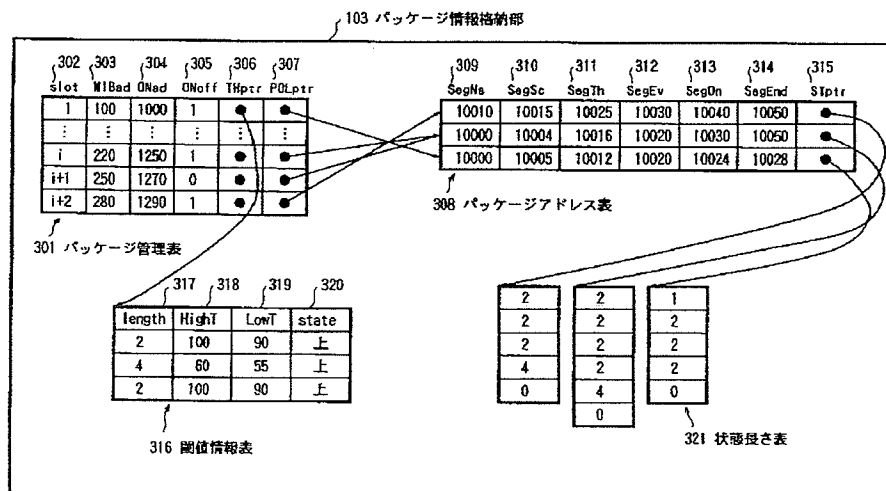 103 パッケージ情報格納部
302 303 304 305 306 307
slot MIBad ONad ONoff THptr POLptr
1 100 1000 1
⋮ ⋮ ⋮ ⋮ ⋮ ⋮
i 220 1250 1
i+1 250 1270 0
i+2 280 1290 1
301 パッケージ管理表
309 310 311 312 313 314 315
SegNs SegSc SegTh SegEv SegOn SegEnd STptr
10010 10015 10025 10030 10040 10050
10000 10004 10016 10020 10030 10050
10000 10005 10012 10020 10024 10028
308 パッケージアドレス表
317 318 319 320
length HighT LowT state
2 100 90 上
4 60 55 上
2 100 90 上
316 閾値情報表
2 2 1
2 2 2
2 2 2
4 2 2
0 4 0
0
321 状態長さ表